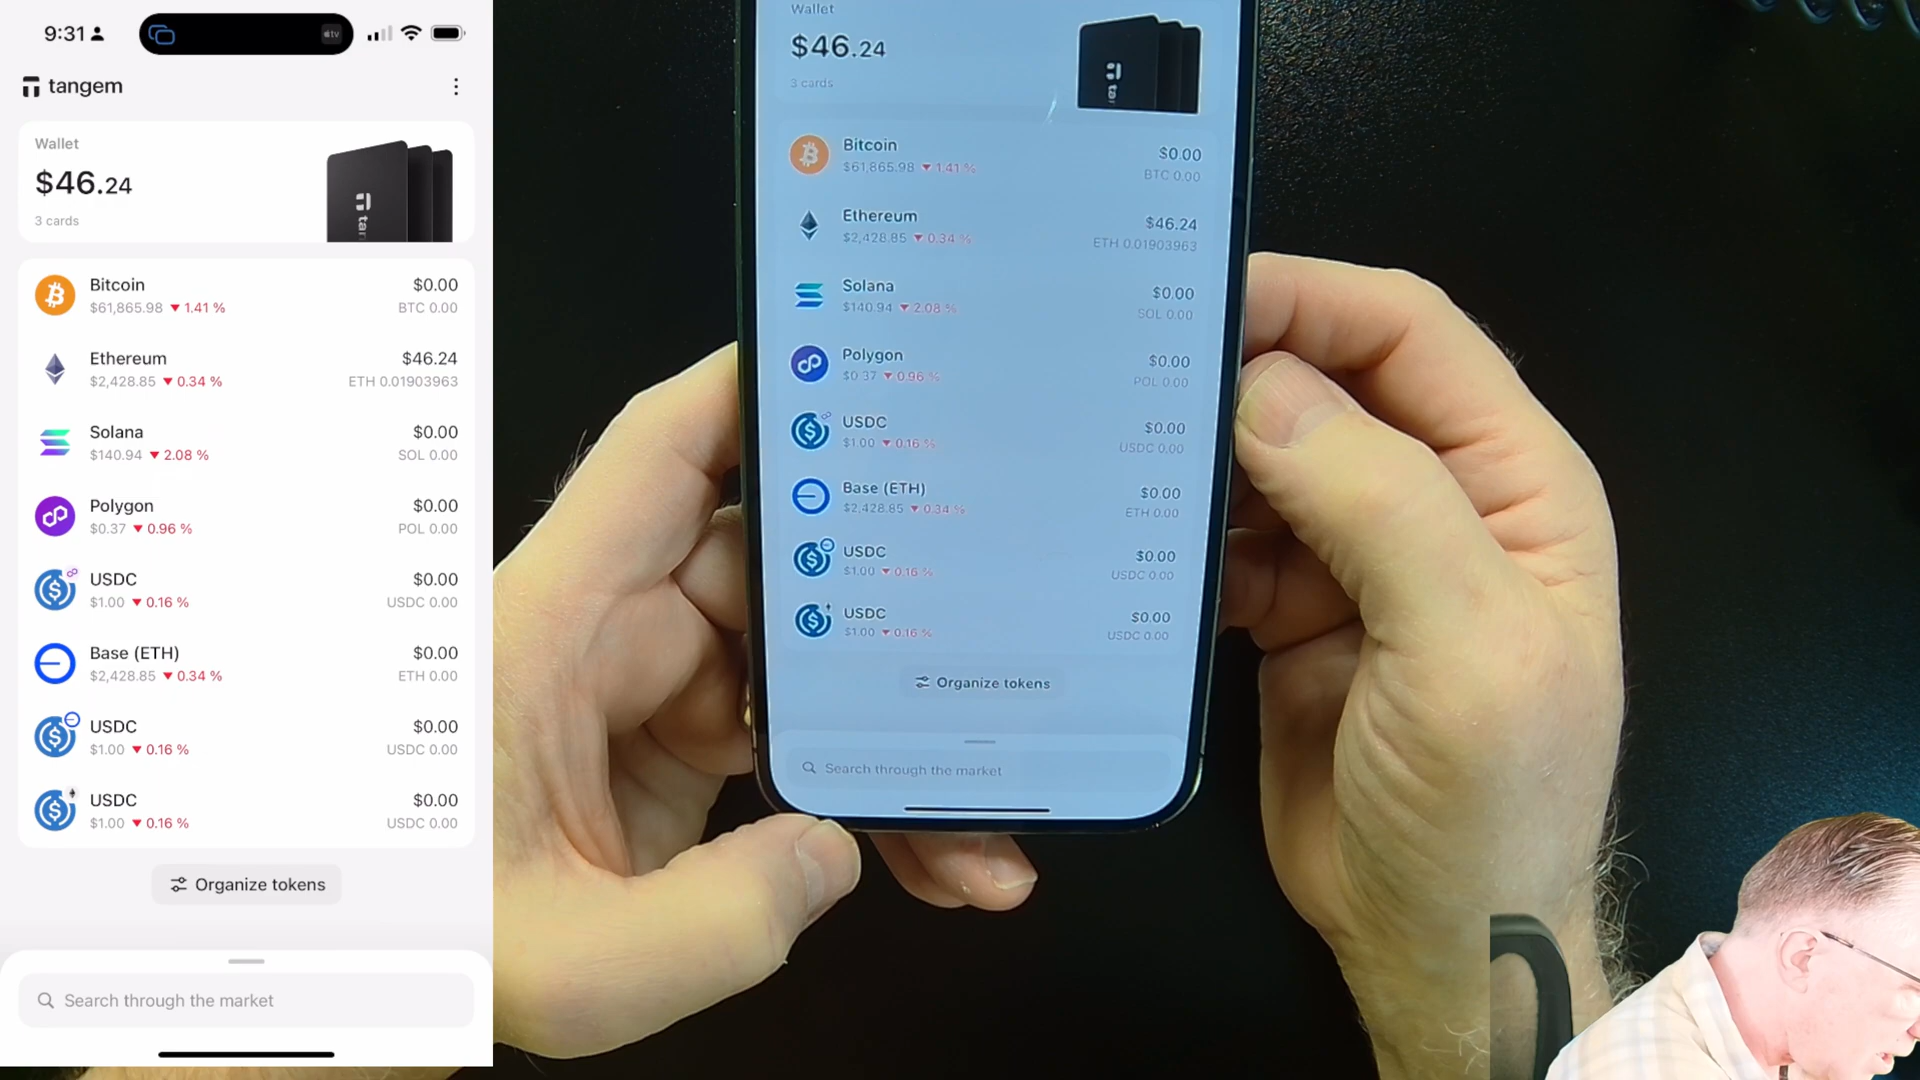 9:31
tv
tangem
Wallet
$46.24
3 cards
tan
Bitcoin
$0.00
$61,865.98 ▼ 1.41 %
BTC 0.00
Ethereum
$46.24
$2,428.85 ▼ 0.34 %
ETH 0.01903963
Solana
$0.00
$140.94 ▼ 2.08 %
SOL 0.00
Polygon
$0.00
$0.37 ▼ 0.96 %
POL 0.00
USDC
$0.00
$1.00 ▼ 0.16 %
USDC 0.00
Base (ETH)
$0.00
$2,428.85 ▼ 0.34 %
ETH 0.00
USDC
$0.00
$1.00 ▼ 0.16 %
USDC 0.00
USDC
$0.00
$1.00 ▼ 0.16 %
USDC 0.00
Organize tokens
Search through the market
Wallet
$46.24
3 cards
ta
Bitcoin
$0.00
$61,865.98 ▼ 1.41 %
BTC 0.00
Ethereum
$46.24
$2,428.85 ▼ 0.34 %
ETH 0.01903963
Solana
$0.00
$140.94 ▼ 2.08 %
SOL 0.00
Polygon
$0.00
$0.37 ▼ 0.96 %
POL 0.00
USDC
$0.00
$1.00 ▼ 0.16 %
USDC 0.00
Base (ETH)
$0.00
$2,428.85 ▼ 0.34 %
ETH 0.00
USDC
$0.00
$1.00 ▼ 0.16 %
USDC 0.00
USDC
$0.00
$1.00 ▼ 0.16 %
USDC 0.00
Organize tokens
Search through the market